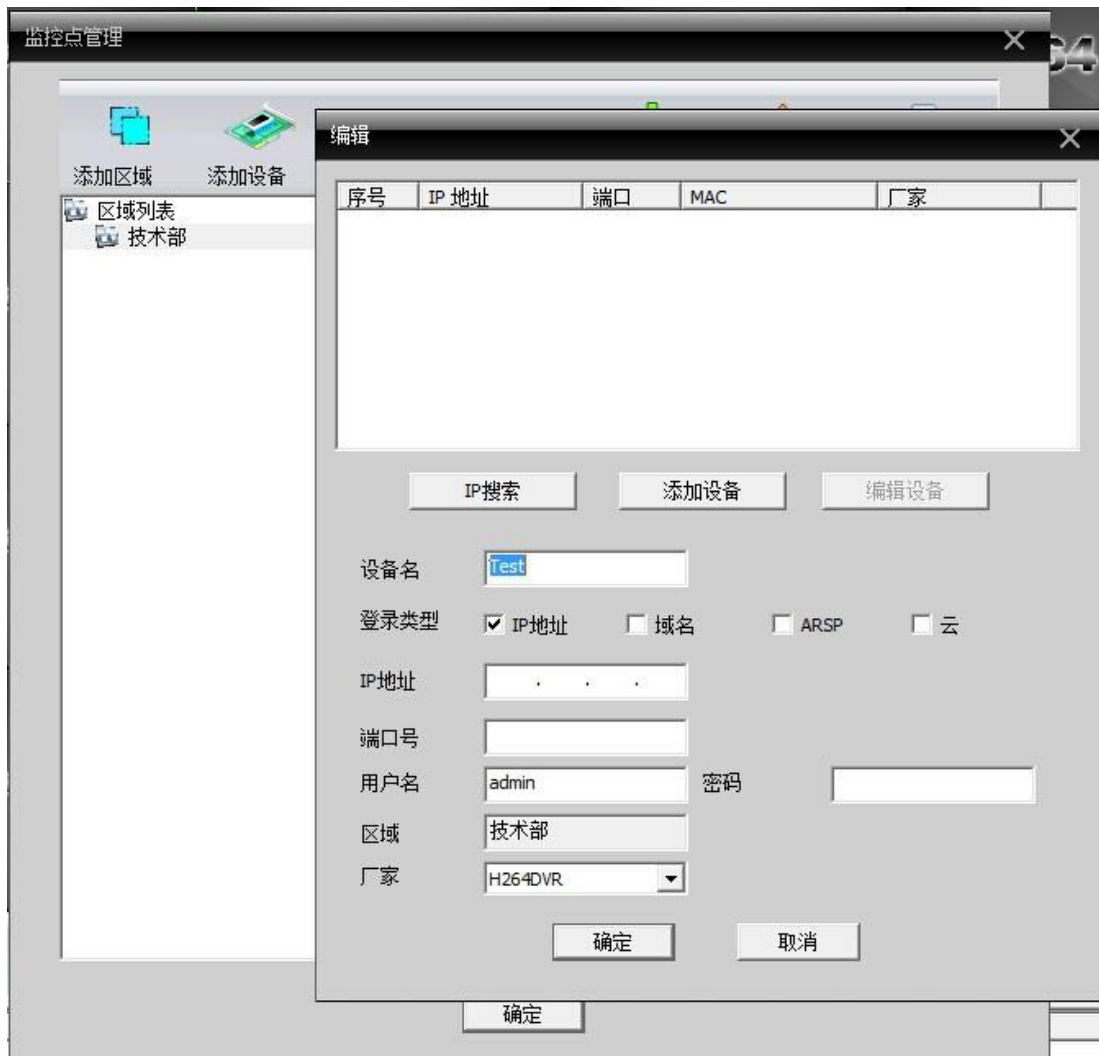 监控点管理
64
添加区域 添加设备
编辑
区域列表
技术部
序号 IP 地址 端口 MAC 厂家
IP搜索 添加设备 编辑设备
设备名 Test
登录类型 IP地址 域名 ARSP 云
IP地址 . . .
端口号
用户名 admin 密码
区域 技术部
厂家 H264DVR
确定 取消
确定